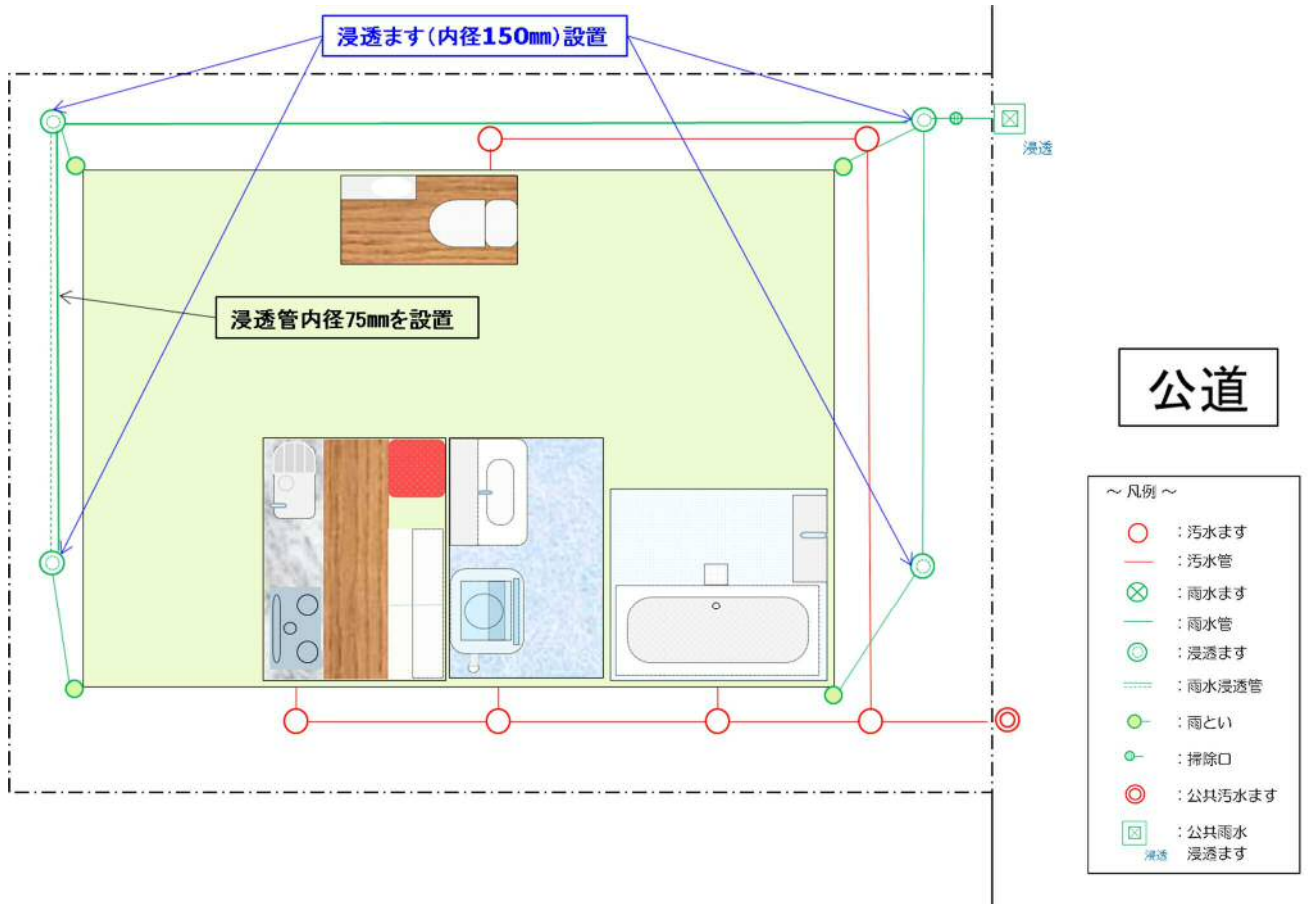 浸透ます(内径150㎜)設置
浸透
浸透管内径75㎜を設置
公道
～ 凡例 ～
：汚水ます
：汚水管
：雨水ます
：雨水管
：浸透ます
：雨水浸透管
：雨とい
：掃除口
：公共汚水ます
：公共雨水
浸透 浸透ます